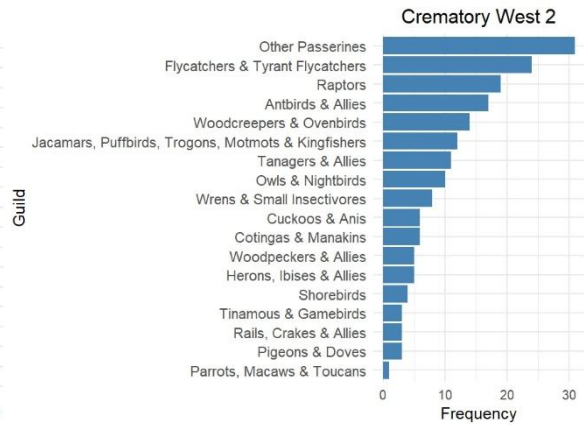 Crematory West 2
Other Passerines
Flycatchers & Tyrant Flycatchers
Raptors
Antbirds & Allies
Woodcreepers & Ovenbirds
Jacamars, Puffbirds, Trogons, Motmots & Kingfishers
Tanagers & Allies
Owls & Nightbirds
Wrens & Small Insectivores
Cuckoos & Anis
Cotingas & Manakins
Woodpeckers & Allies
Herons, Ibises & Allies
Shorebirds
Tinamous & Gamebirds
Rails, Crakes & Allies
Pigeons & Doves
Parrots, Macaws & Toucans
Guild
0 10 20 30
Frequency